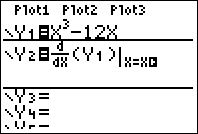 Plot1 Plot2 Plot3
\Y1=X³-12X
\Y2=d/dX(Y1)|X=X
\Y3=
\Y4=